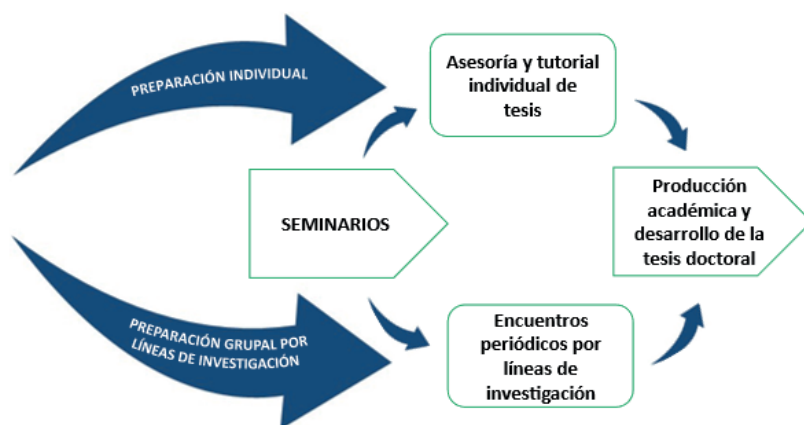 PREPARACIÓN INDIVIDUAL
Asesoría y tutorial
individual de
tesis
SEMINARIOS
Producción
académica y
desarrollo de la
tesis doctoral
PREPARACIÓN GRUPAL POR
LÍNEAS DE INVESTIGACIÓN
Encuentros
periódicos por
líneas de
investigación